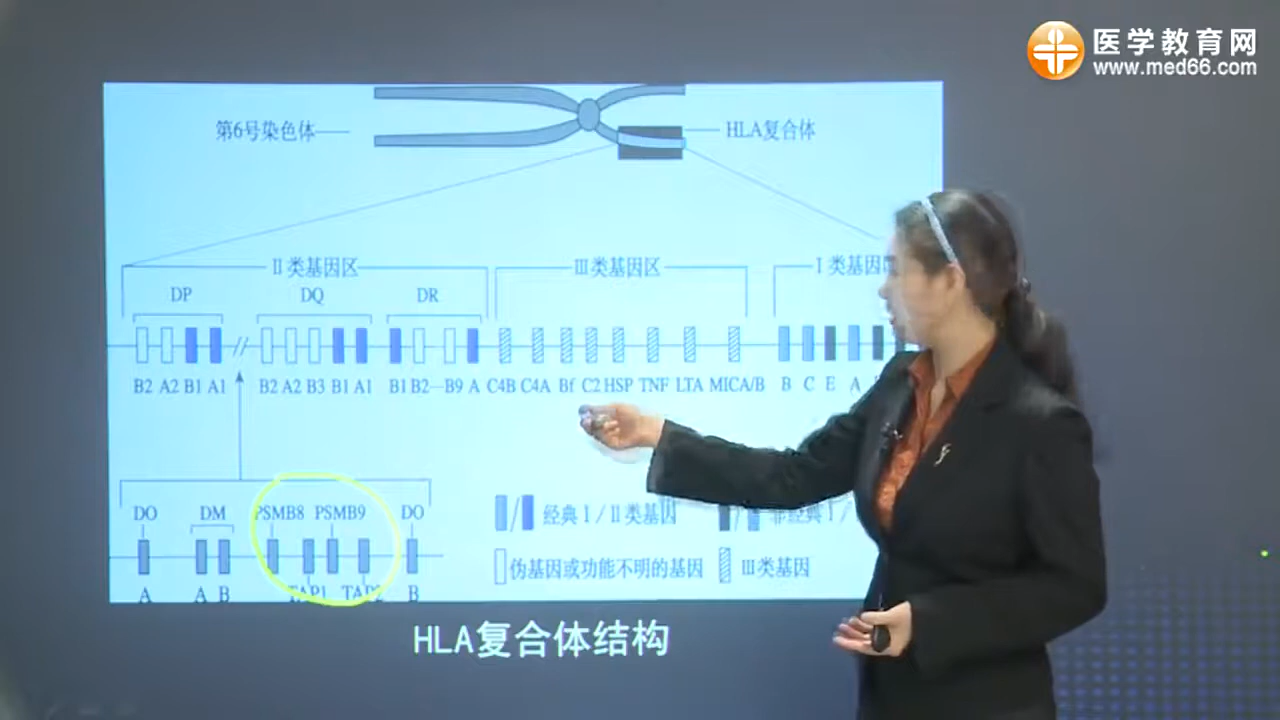 医学教育网
www.med66.com
第6号染色体
HLA复合体
II 类基因区
III类基因区
I 类基因
DP
DQ
DR
B2 A2 B1 A1
B2 A2 B3 B1 A1
B1 B2—B9 A
C4B C4A Bf C2 HSP TNF LTA MICA/B
B C E A
DO
DM
PSMB8 PSMB9
DO
经典 I / II 类基因
非经典 I /
A
A B
TAP1
TAP2
B
伪基因或功能不明的基因
III类基因
HLA复合体结构